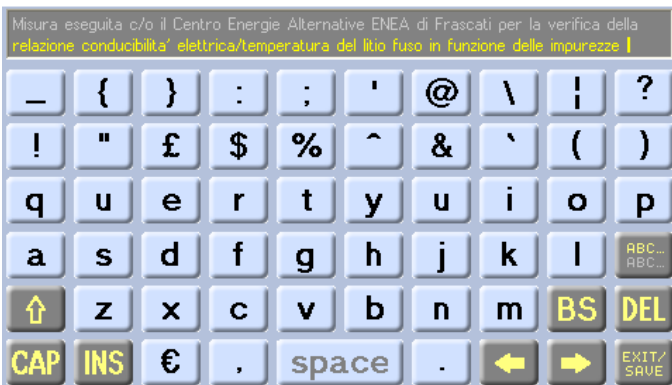 Misura eseguita c/o il Centro Energie Alternative ENEA di Frascati per la verifica della
relazione conducibilita' elettrica/temperatura del litio fuso in funzione delle impurezze
_ { } : ; ' @ \ ¦ ?
! " £ $ % ^ & ` ( )
q u e r t y u i o p
a s d f g h j k l ABC... ABC...
⇧ z x c v b n m BS DEL
CAP INS € , space . ← → EXIT/SAVE